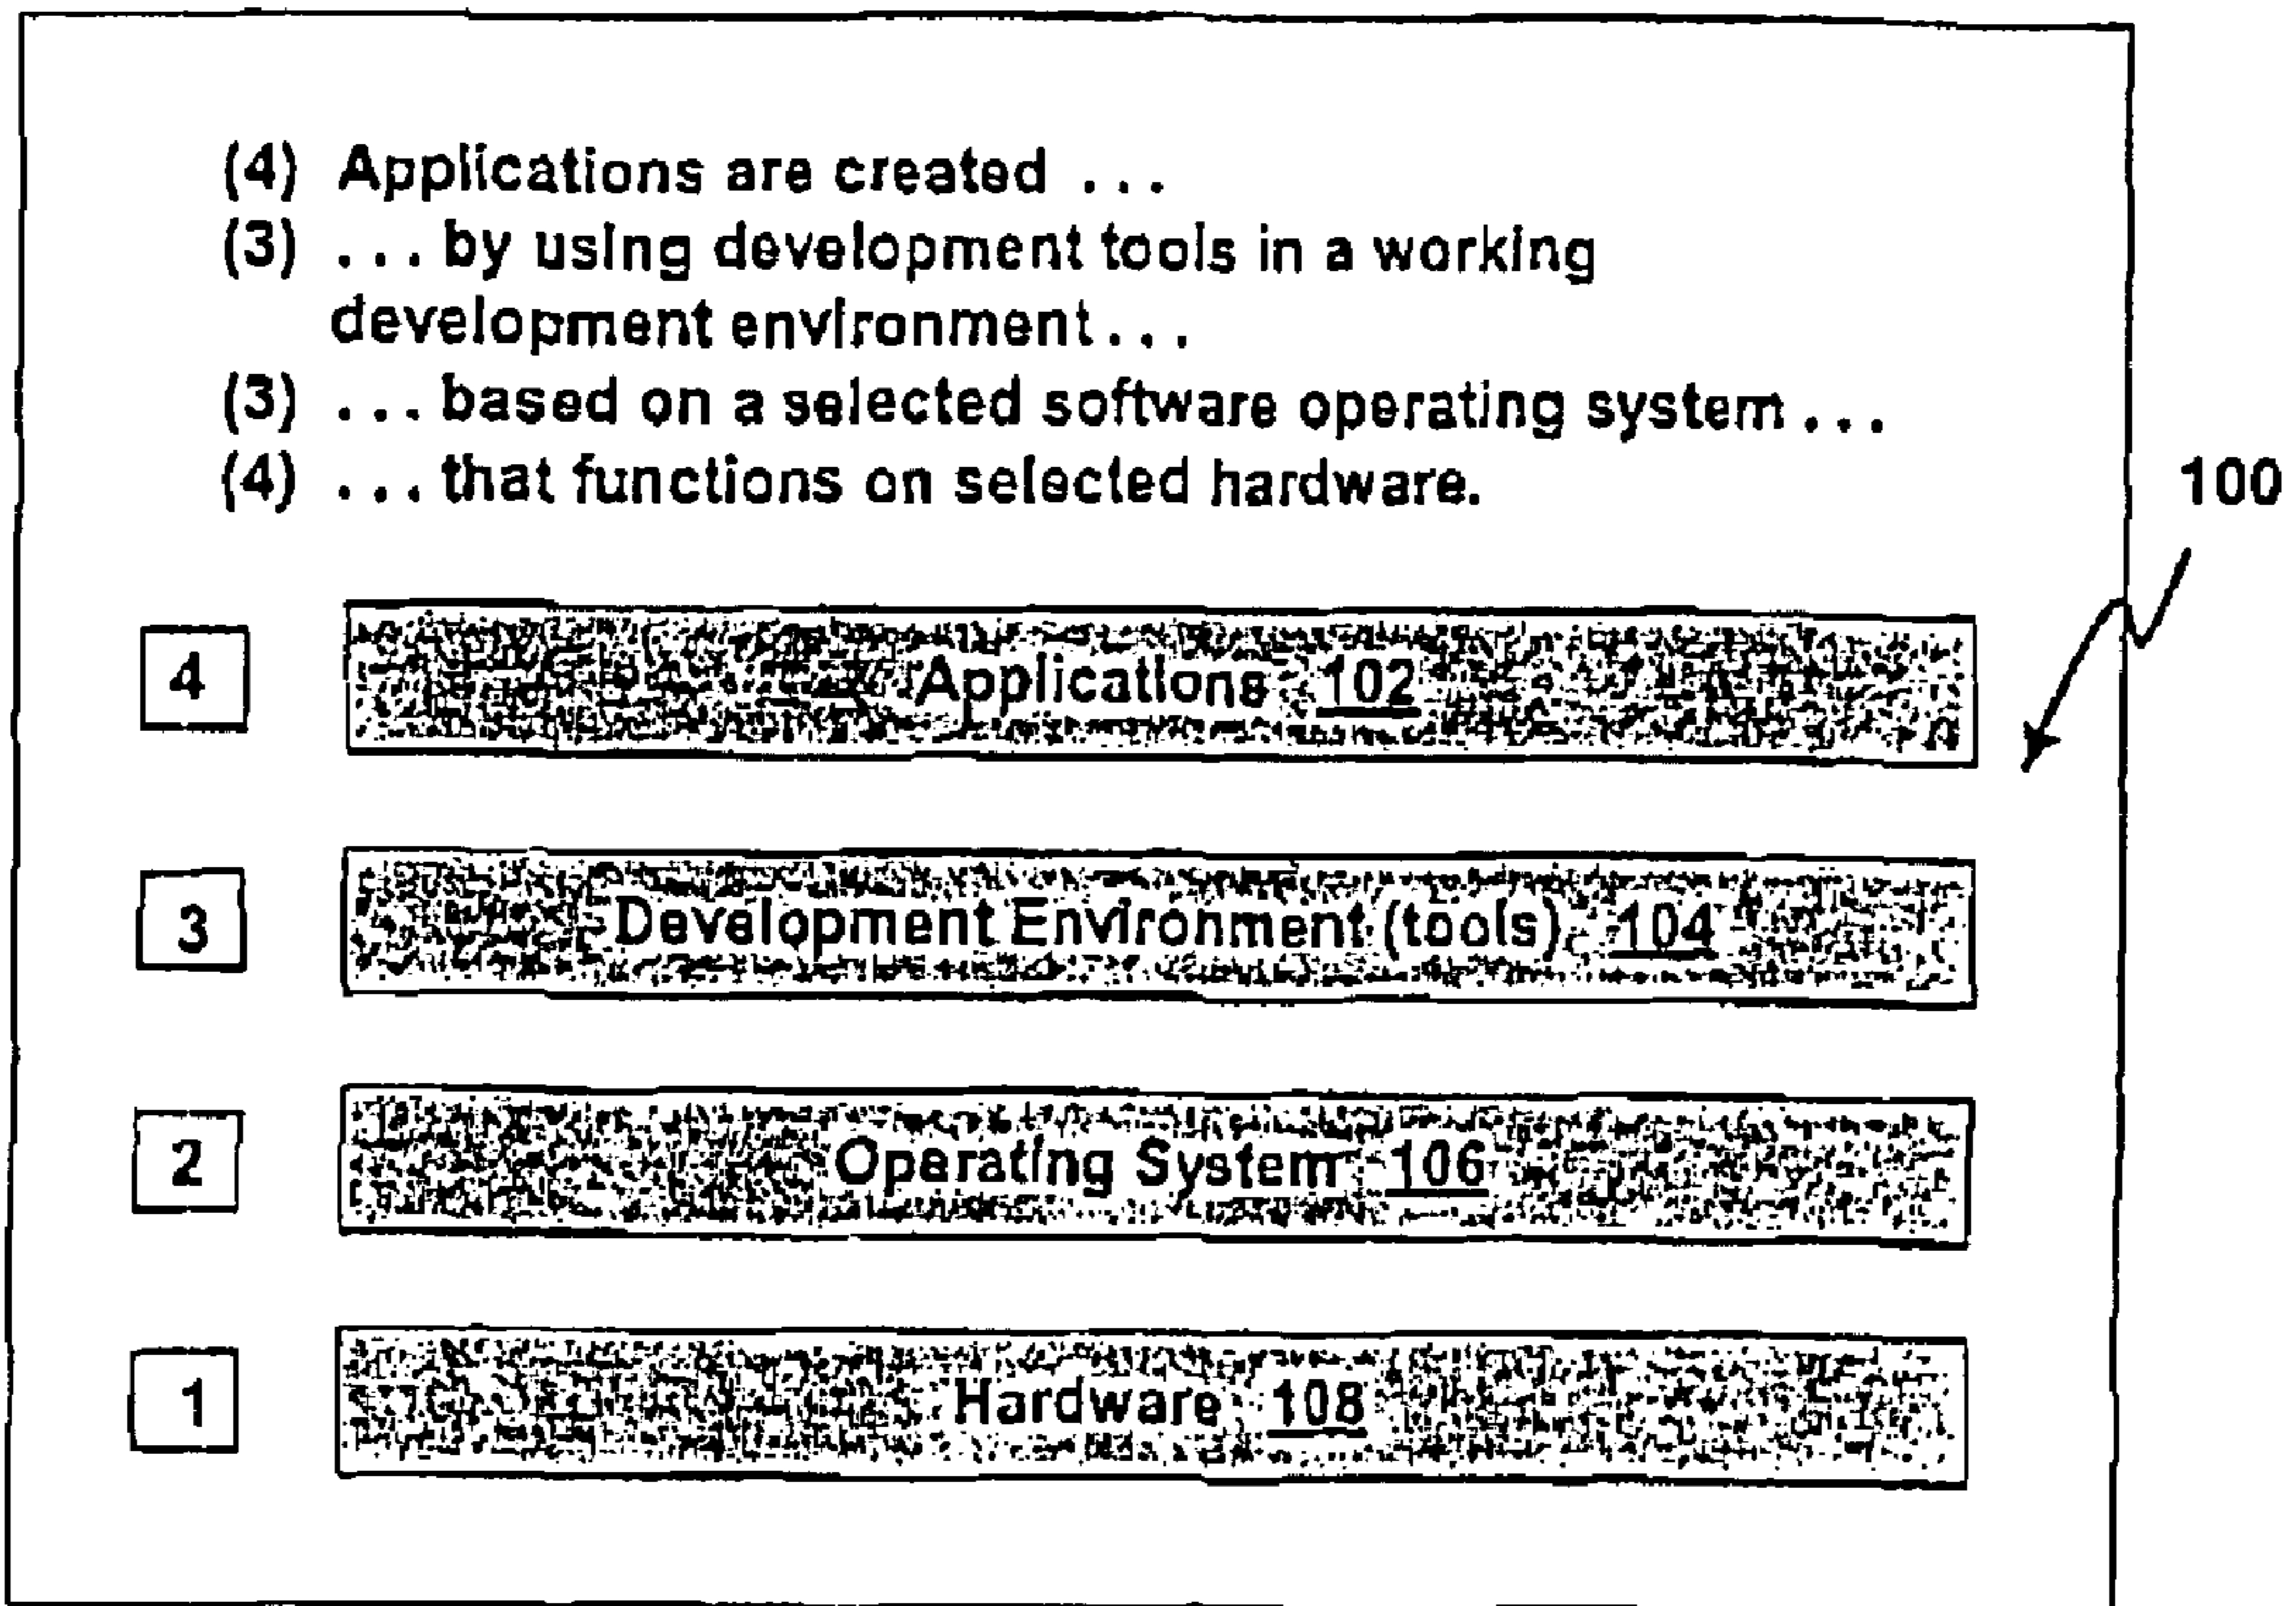 (4) Applications are created ...
(3) ... by using development tools in a working
development environment...
(3) ... based on a selected software operating system ...
(4) ... that functions on selected hardware.
100
4 Applications 102
3 Development Environment (tools) 104
2 Operating System 106
1 Hardware 108